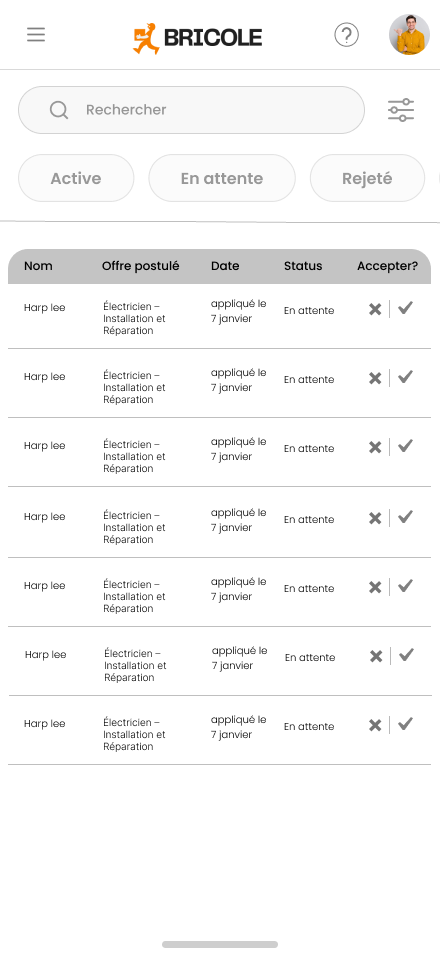 BRICOLE
?
Rechercher
Active
En attente
Rejeté
Nom Offre postulé Date Status Accepter?
Harp lee
Électricien –
Installation et
Réparation
appliqué le
7 janvier
En attente
Harp lee
Électricien –
Installation et
Réparation
appliqué le
7 janvier
En attente
Harp lee
Électricien –
Installation et
Réparation
appliqué le
7 janvier
En attente
Harp lee
Électricien –
Installation et
Réparation
appliqué le
7 janvier
En attente
Harp lee
Électricien –
Installation et
Réparation
appliqué le
7 janvier
En attente
Harp lee
Électricien –
Installation et
Réparation
appliqué le
7 janvier
En attente
Harp lee
Électricien –
Installation et
Réparation
appliqué le
7 janvier
En attente